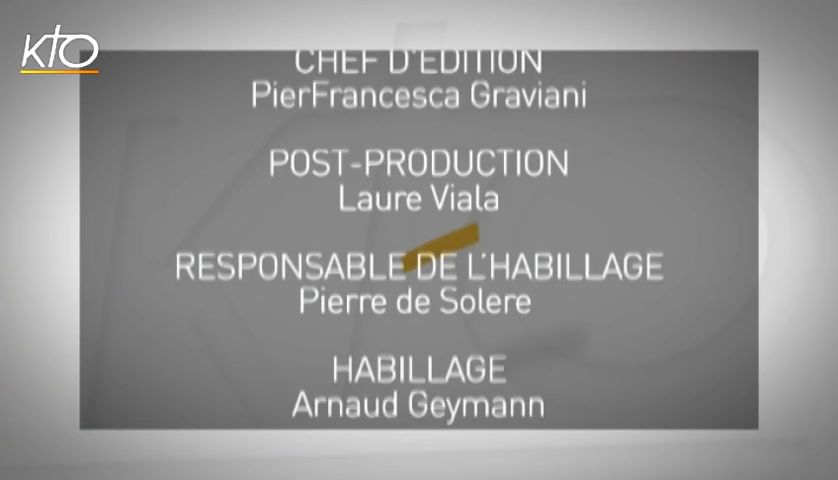 KTO
CHEF D'EDITION
PierFrancesca Graviani
POST-PRODUCTION
Laure Viala
RESPONSABLE DE L'HABILLAGE
Pierre de Solere
HABILLAGE
Arnaud Geymann